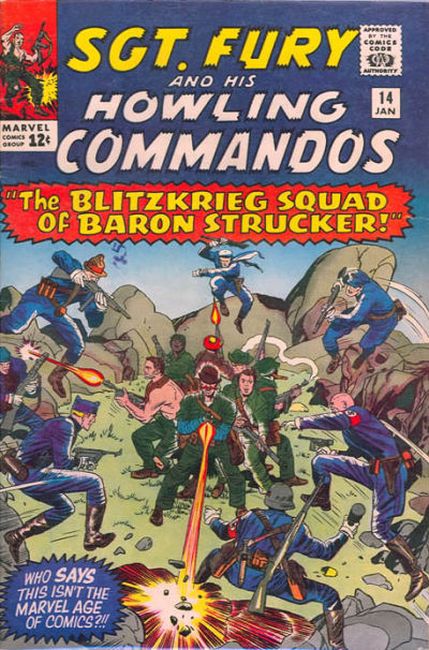 SGT. FURY
AND HIS
HOWLING
COMMANDOS
APPROVED
BY THE
COMICS
CODE
AUTHORITY
MARVEL
COMICS
GROUP
12¢
14
JAN
"The BLITZKRIEG SQUAD
Of BARON STRUCKER!"
WHO SAYS
THIS ISN'T THE
MARVEL AGE
OF COMICS?!!